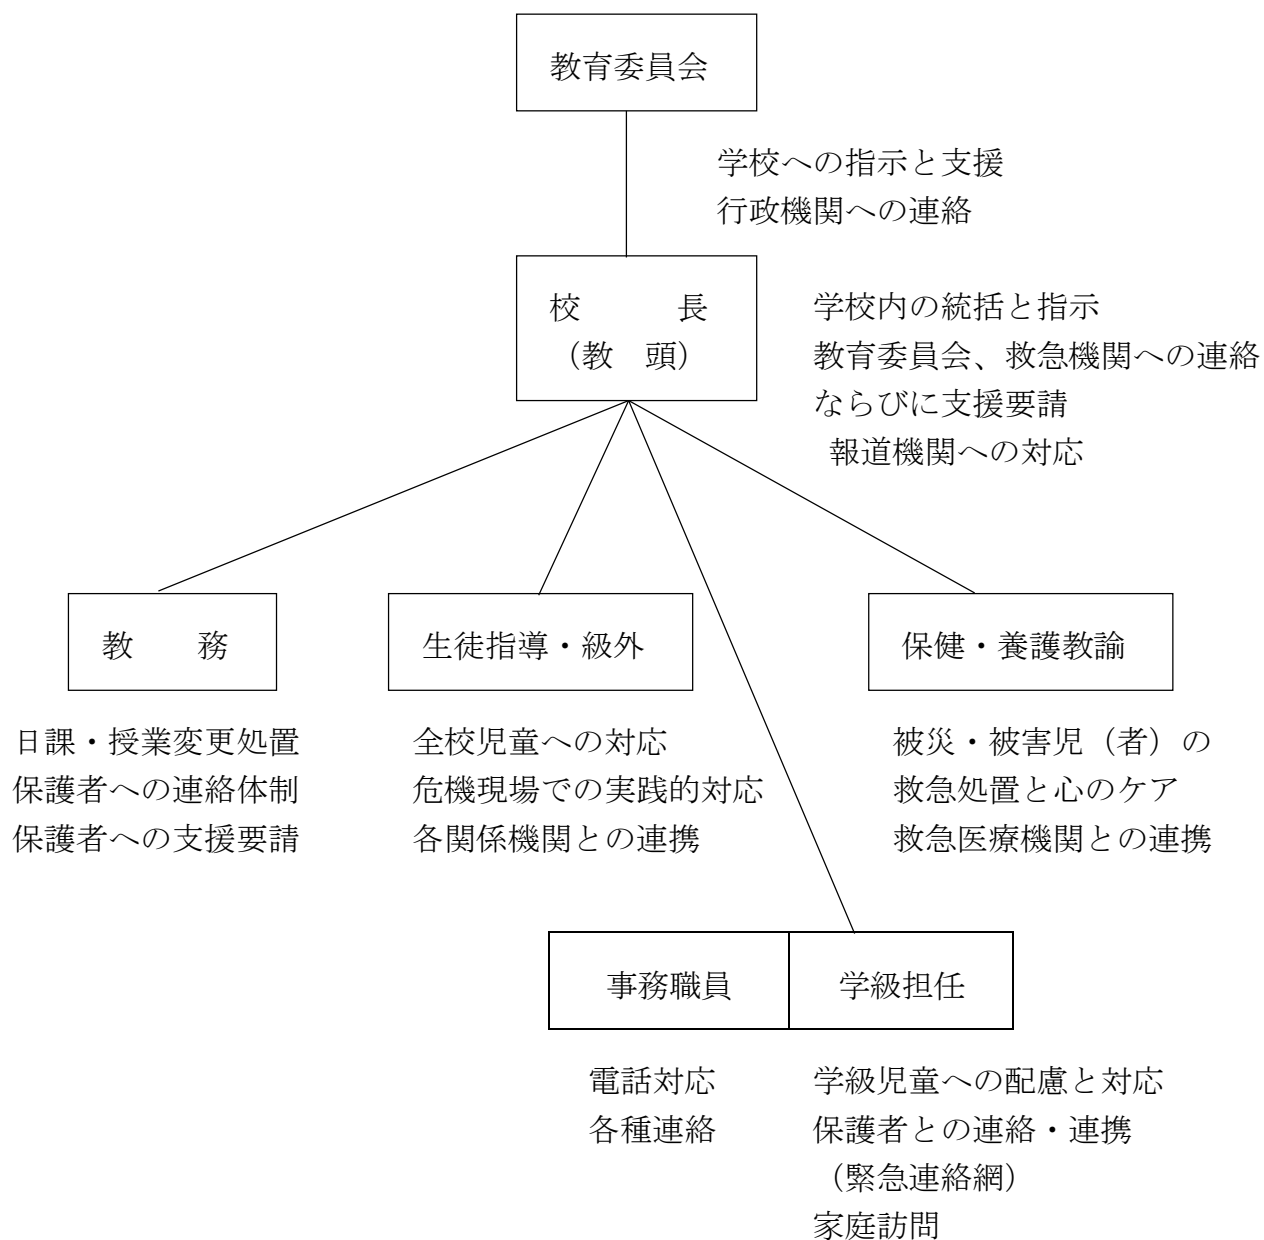 教育委員会
学校への指示と支援
行政機関への連絡
校　　　長
（教　頭）
学校内の統括と指示
教育委員会、救急機関への連絡
ならびに支援要請
報道機関への対応
教　　務
日課・授業変更処置
保護者への連絡体制
保護者への支援要請
生徒指導・級外
全校児童への対応
危機現場での実践的対応
各関係機関との連携
保健・養護教諭
被災・被害児（者）の
救急処置と心のケア
救急医療機関との連携
事務職員
電話対応
各種連絡
学級担任
学級児童への配慮と対応
保護者との連絡・連携
（緊急連絡網）
家庭訪問